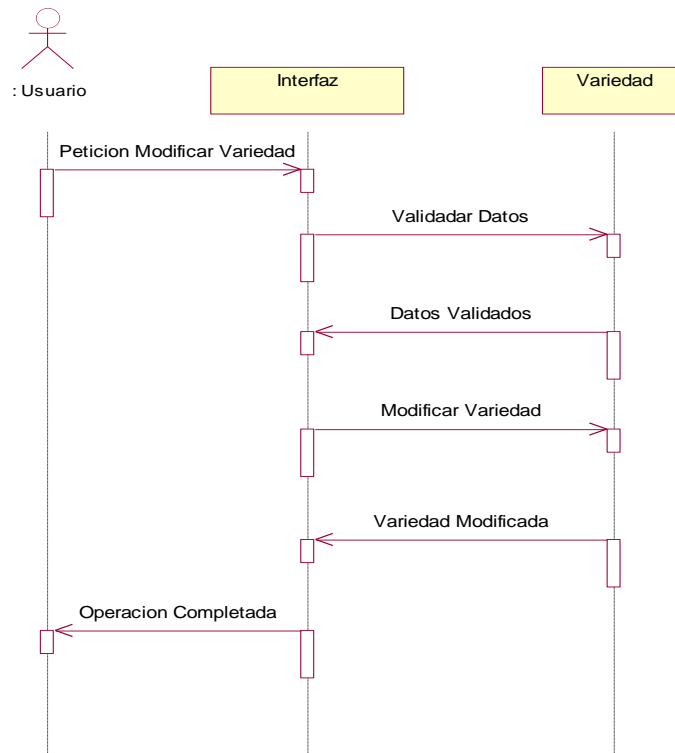 : Usuario
Interfaz
Variedad
Peticion Modificar Variedad
Validadar Datos
Datos Validados
Modificar Variedad
Variedad Modificada
Operacion Completada